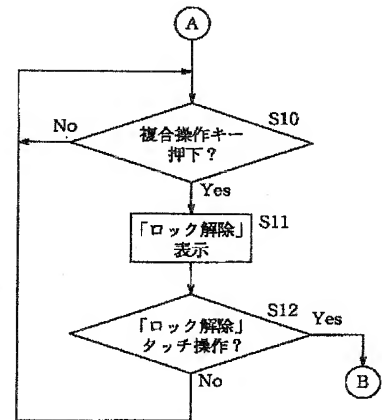 A
S10
No
複合操作キー
押下？
Yes
S11
「ロック解除」
表示
S12
Yes
「ロック解除」
タッチ操作？
No
B